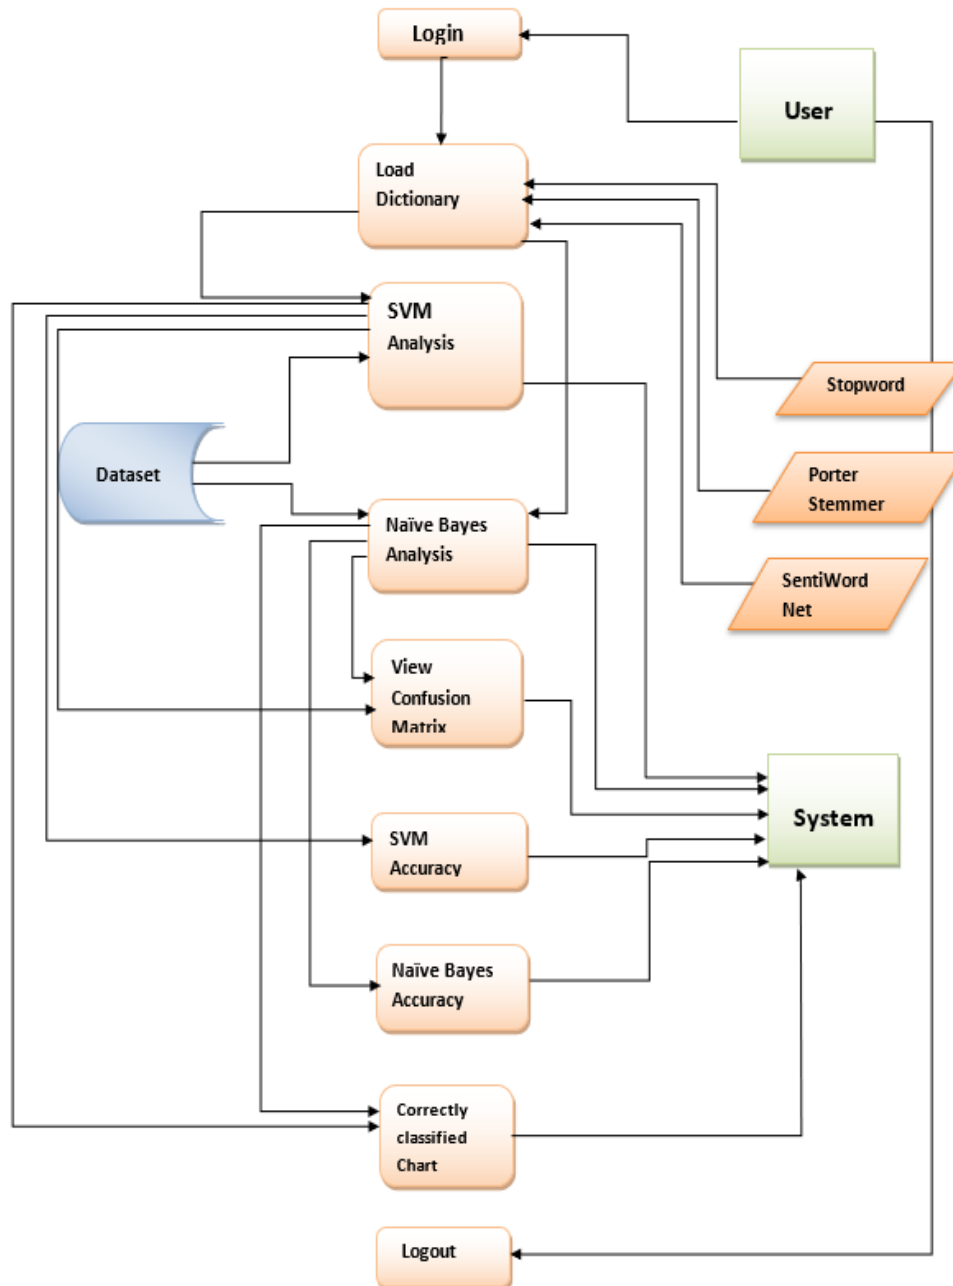 Login
User
Load
Dictionary
SVM
Analysis
Stopword
Dataset
Porter
Stemmer
Naïve Bayes
Analysis
SentiWord
Net
View
Confusion
Matrix
System
SVM
Accuracy
Naïve Bayes
Accuracy
Correctly
classified
Chart
Logout